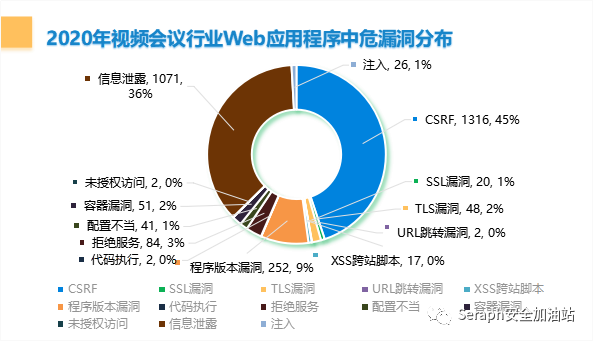 2020年视频会议行业Web应用程序中危漏洞分布
注入, 26, 1%
信息泄露, 1071,
36%
CSRF, 1316, 45%
未授权访问, 2, 0%
SSL漏洞, 20, 1%
容器漏洞, 51, 2%
TLS漏洞, 48, 2%
配置不当, 41, 1%
URL跳转漏洞, 2, 0%
拒绝服务, 84, 3%
代码执行, 2, 0%
程序版本漏洞, 252, 9%
XSS跨站脚本, 17, 0%
CSRF SSL漏洞 TLS漏洞 URL跳转漏洞 XSS跨站脚本
程序版本漏洞 代码执行 拒绝服务 配置不当 容器漏洞
未授权访问 信息泄露 注入
Seraph安全加油站